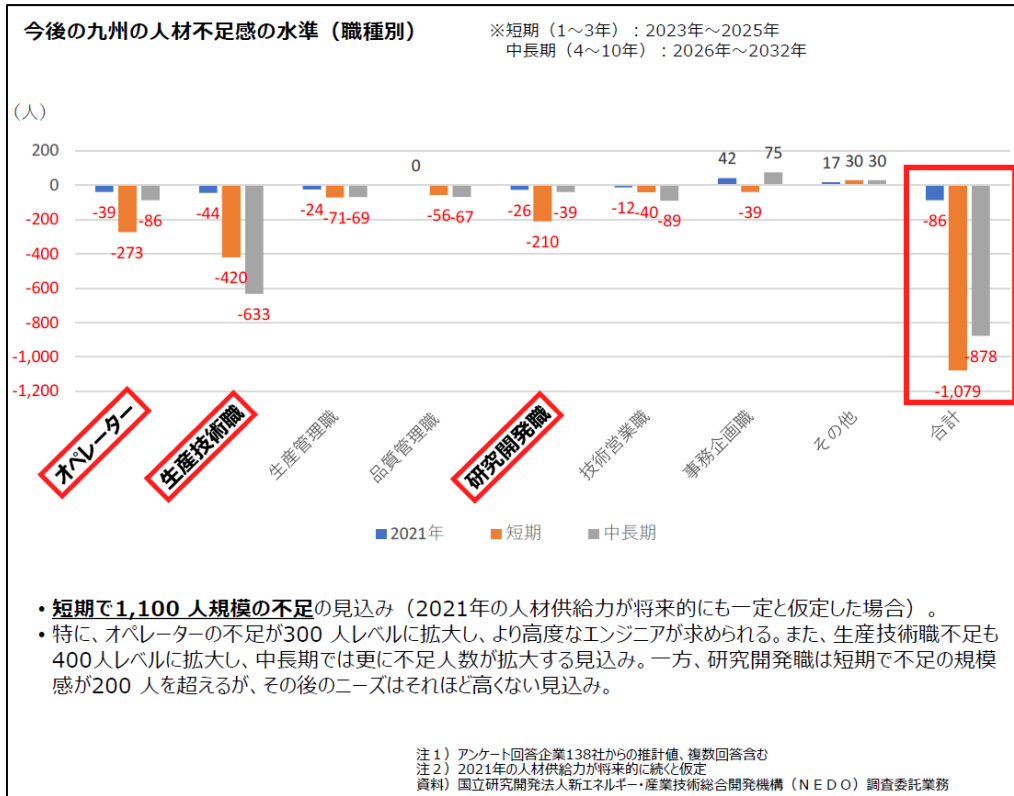 今後の九州の人材不足感の水準（職種別）
※短期（1～3年）：2023年～2025年
中長期（4～10年）：2026年～2032年
（人）
200
0
-200
-400
-600
-800
-1,000
-1,200
-39
-273
-86
-44
-420
-633
-24
-71
-69
0
-56
-67
-26
-210
-39
-12
-40
-89
42
-39
75
17
30
30
-86
-1,079
-878
オペレーター
生産技術職
生産管理職
品質管理職
研究開発職
技術営業職
事務企画職
その他
合計
2021年 短期 中長期
• 短期で1,100 人規模の不足の見込み（2021年の人材供給力が将来的にも一定と仮定した場合）。
• 特に、オペレーターの不足が300 人レベルに拡大し、より高度なエンジニアが求められる。また、生産技術職不足も
400人レベルに拡大し、中長期では更に不足人数が拡大する見込み。一方、研究開発職は短期で不足の規模
感が200 人を超えるが、その後のニーズはそれほど高くない見込み。
注１）アンケート回答企業138社からの推計値、複数回答含む
注２）2021年の人材供給力が将来的に続くと仮定
資料）国立研究開発法人新エネルギー・産業技術総合開発機構（ＮＥＤＯ）調査委託業務